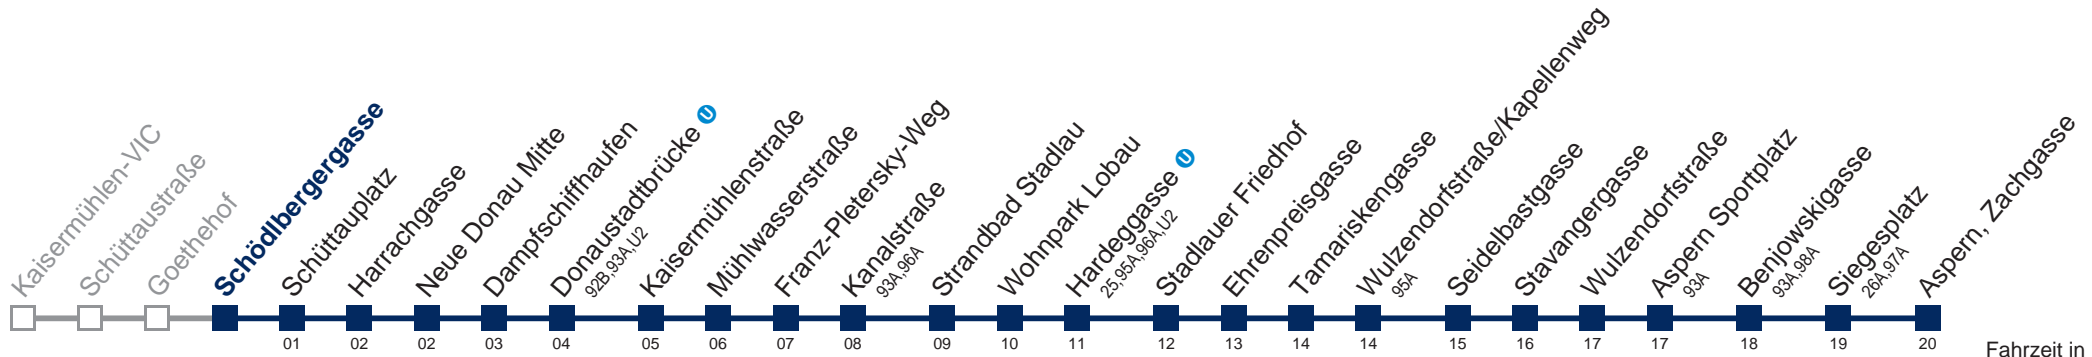 Kaisermühlen-VIC
Schüttaustraße
Goethehof
Schödlbergergasse
Schüttauplatz
01
Harrachgasse
02
Neue Donau Mitte
02
Dampfschiffhaufen
03
Donaustadtbrücke U
92B,93A,U2
04
Kaisermühlenstraße
05
Mühlwasserstraße
06
Franz-Pletersky-Weg
07
Kanalstraße
93A,96A
08
Strandbad Stadlau
09
Wohnpark Lobau
10
Hardeggasse U
25,95A,96A,U2
11
Stadlauer Friedhof
12
Ehrenpreisgasse
13
Tamariskengasse
14
Wulzendorfstraße/Kapellenweg
95A
14
Seidelbastgasse
15
Stavangergasse
16
Wulzendorfstraße
17
Aspern Sportplatz
93A
17
Benjowskigasse
93A,98A
18
Siegesplatz
26A,97A
19
Aspern, Zachgasse
20
Fahrzeit in